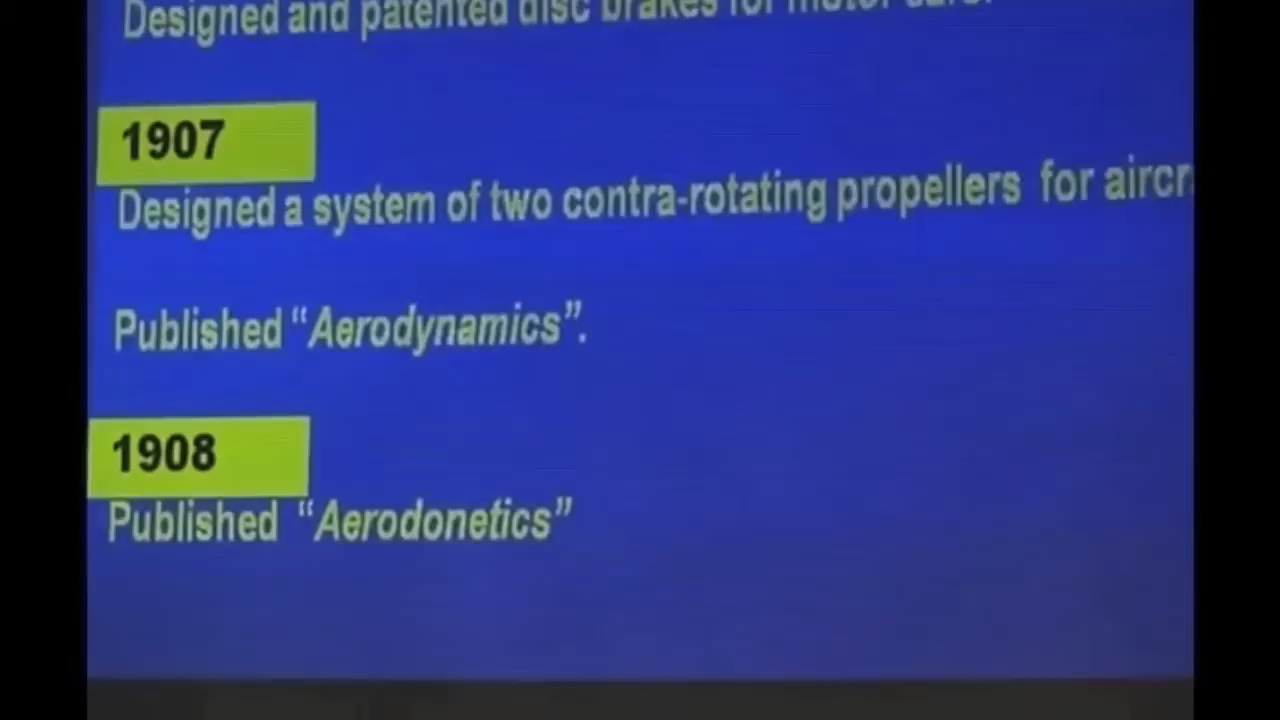 Designed and patented disc brakes for motor cars.
1907
Designed a system of two contra-rotating propellers for aircr
Published “Aerodynamics”.
1908
Published “Aerodonetics”